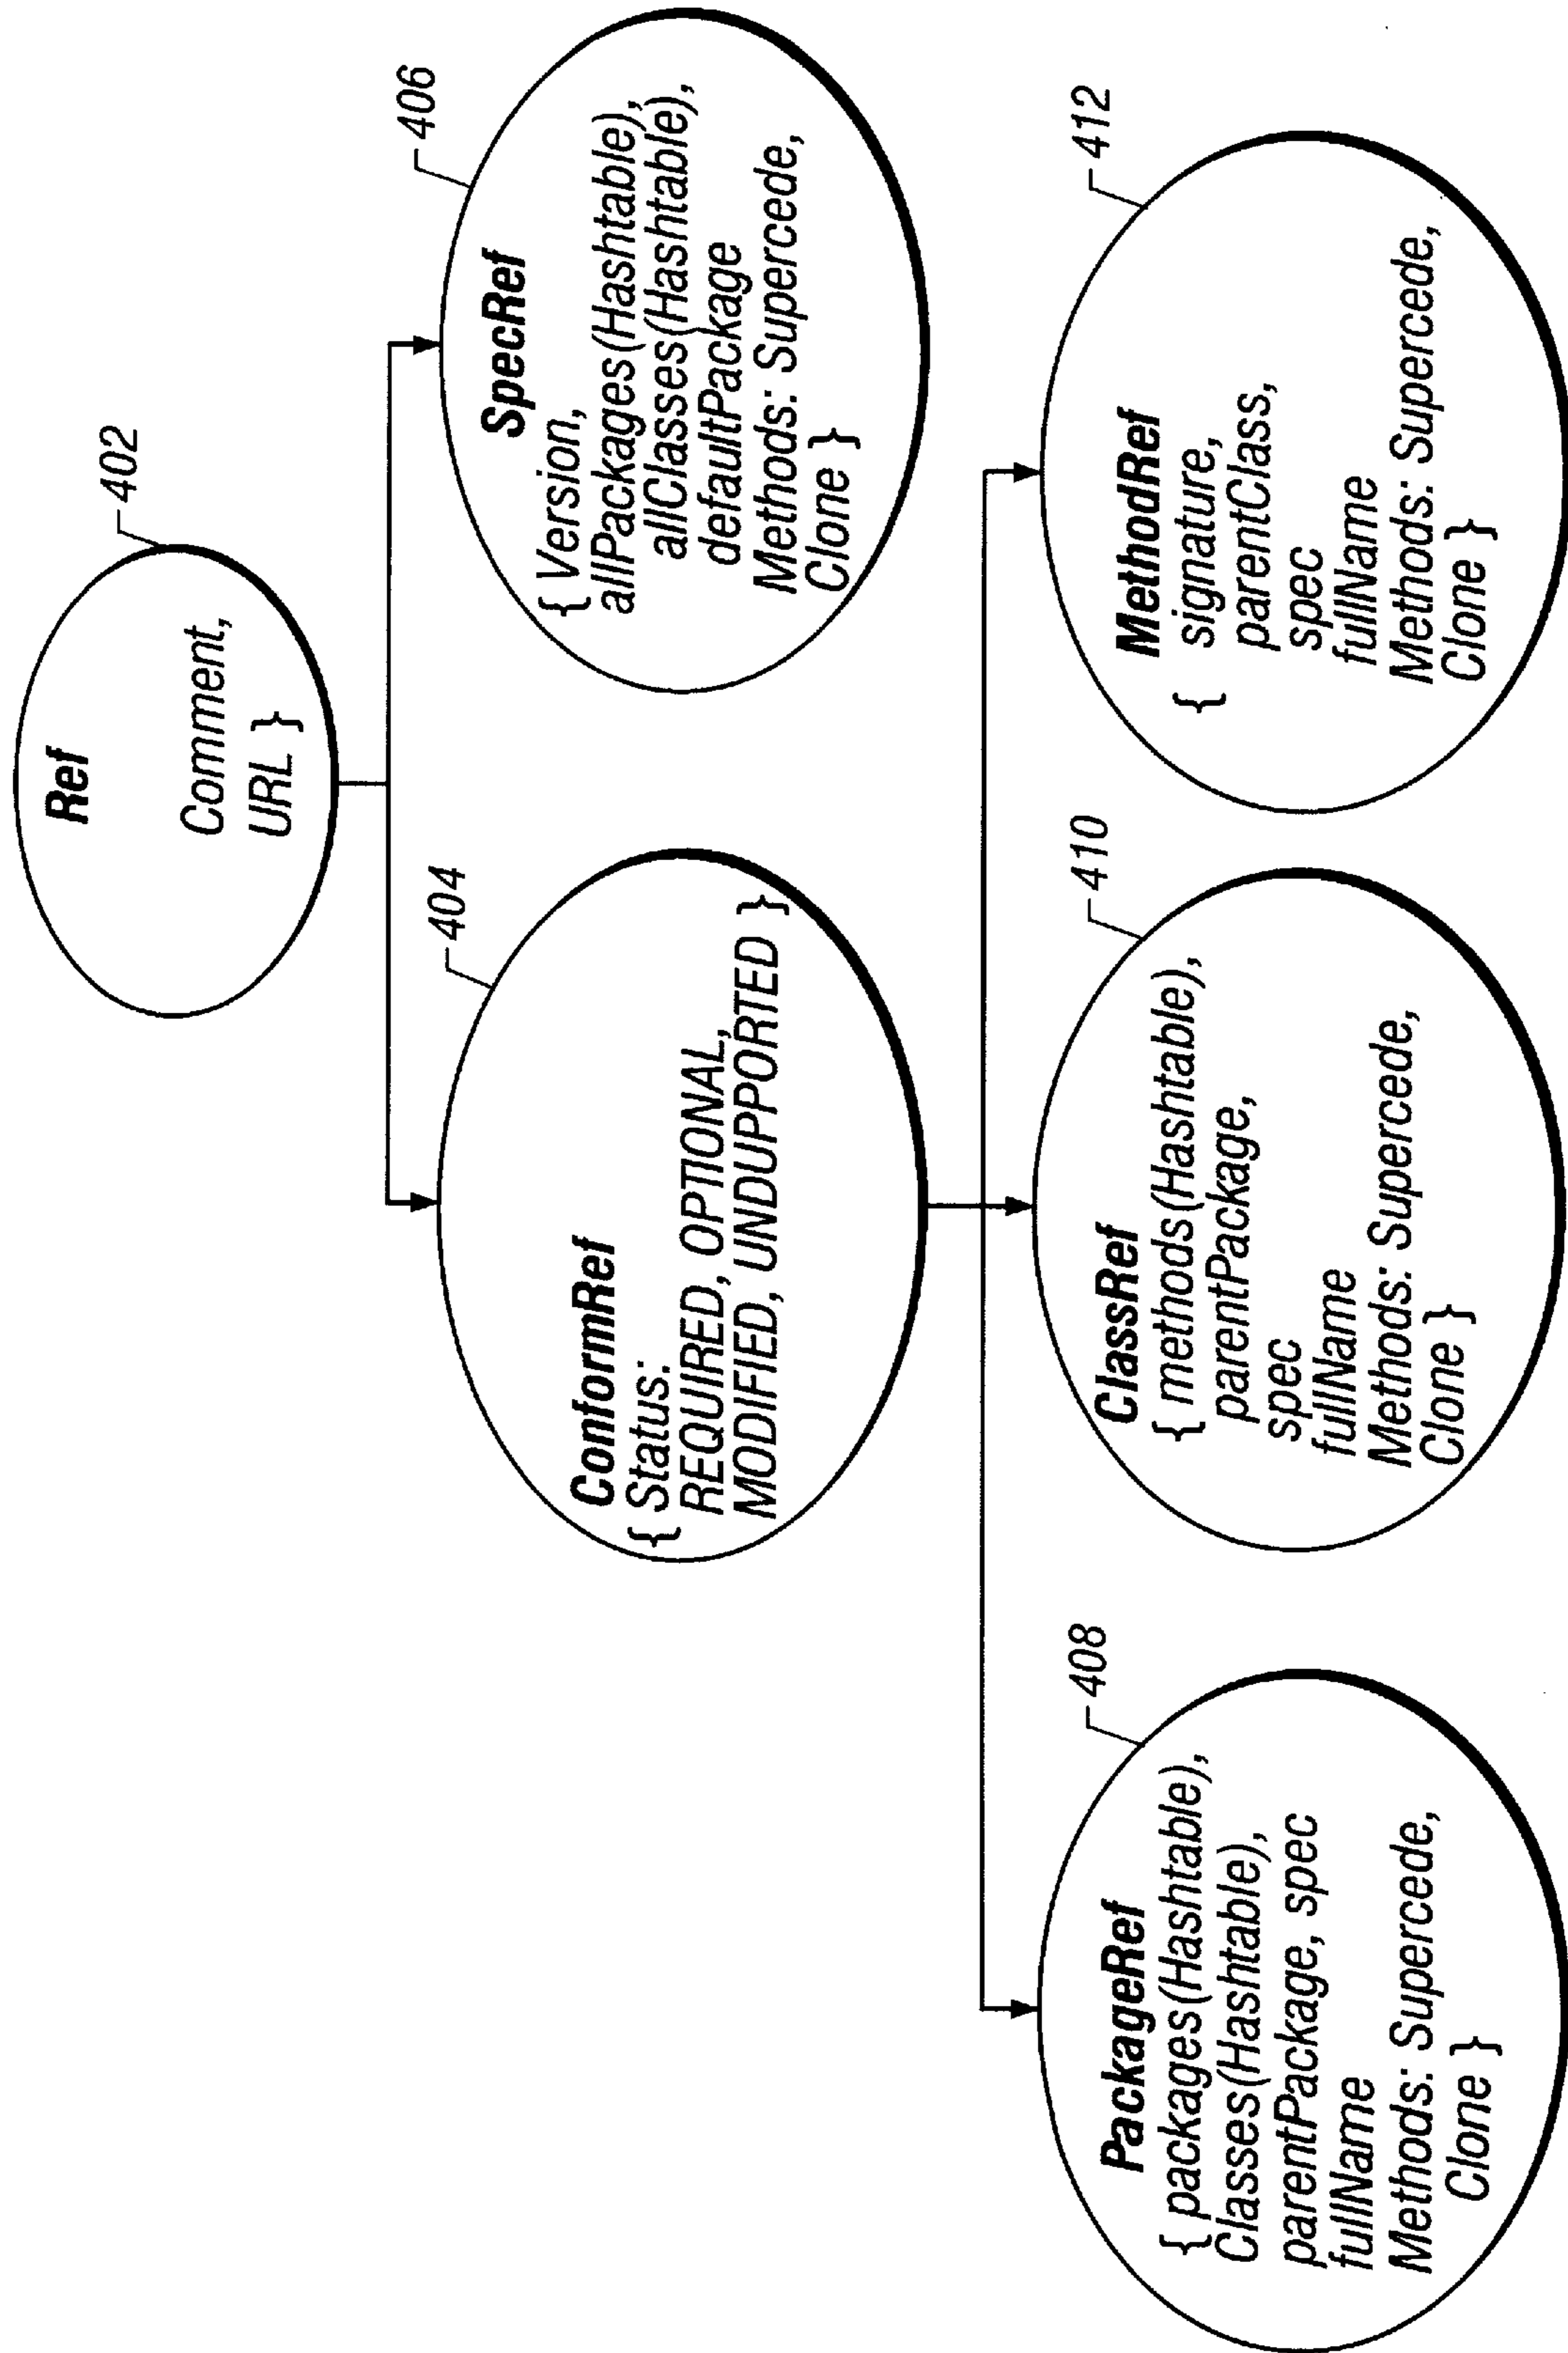 402
Ref
Comment,
URL }
404
ConformRef
{ Status:
REQUIRED, OPTIONAL,
MODIFIED, UNDUPPORTED }
406
SpecRef
{ Version,
allPackages(Hashtable),
allClasses(Hashtable),
defaultPackage
Methods: Supercede,
Clone }
408
PackageRef
{ packages(Hashtable),
Classes(Hashtable),
parentPackage, spec
fullName
Methods: Supercede,
Clone }
410
ClassRef
{ methods(Hashtable),
parentPackage,
spec
fullName
Methods: Supercede,
Clone }
412
MethodRef
{ signature,
parentClass,
spec
fullName
Methods: Supercede,
Clone }